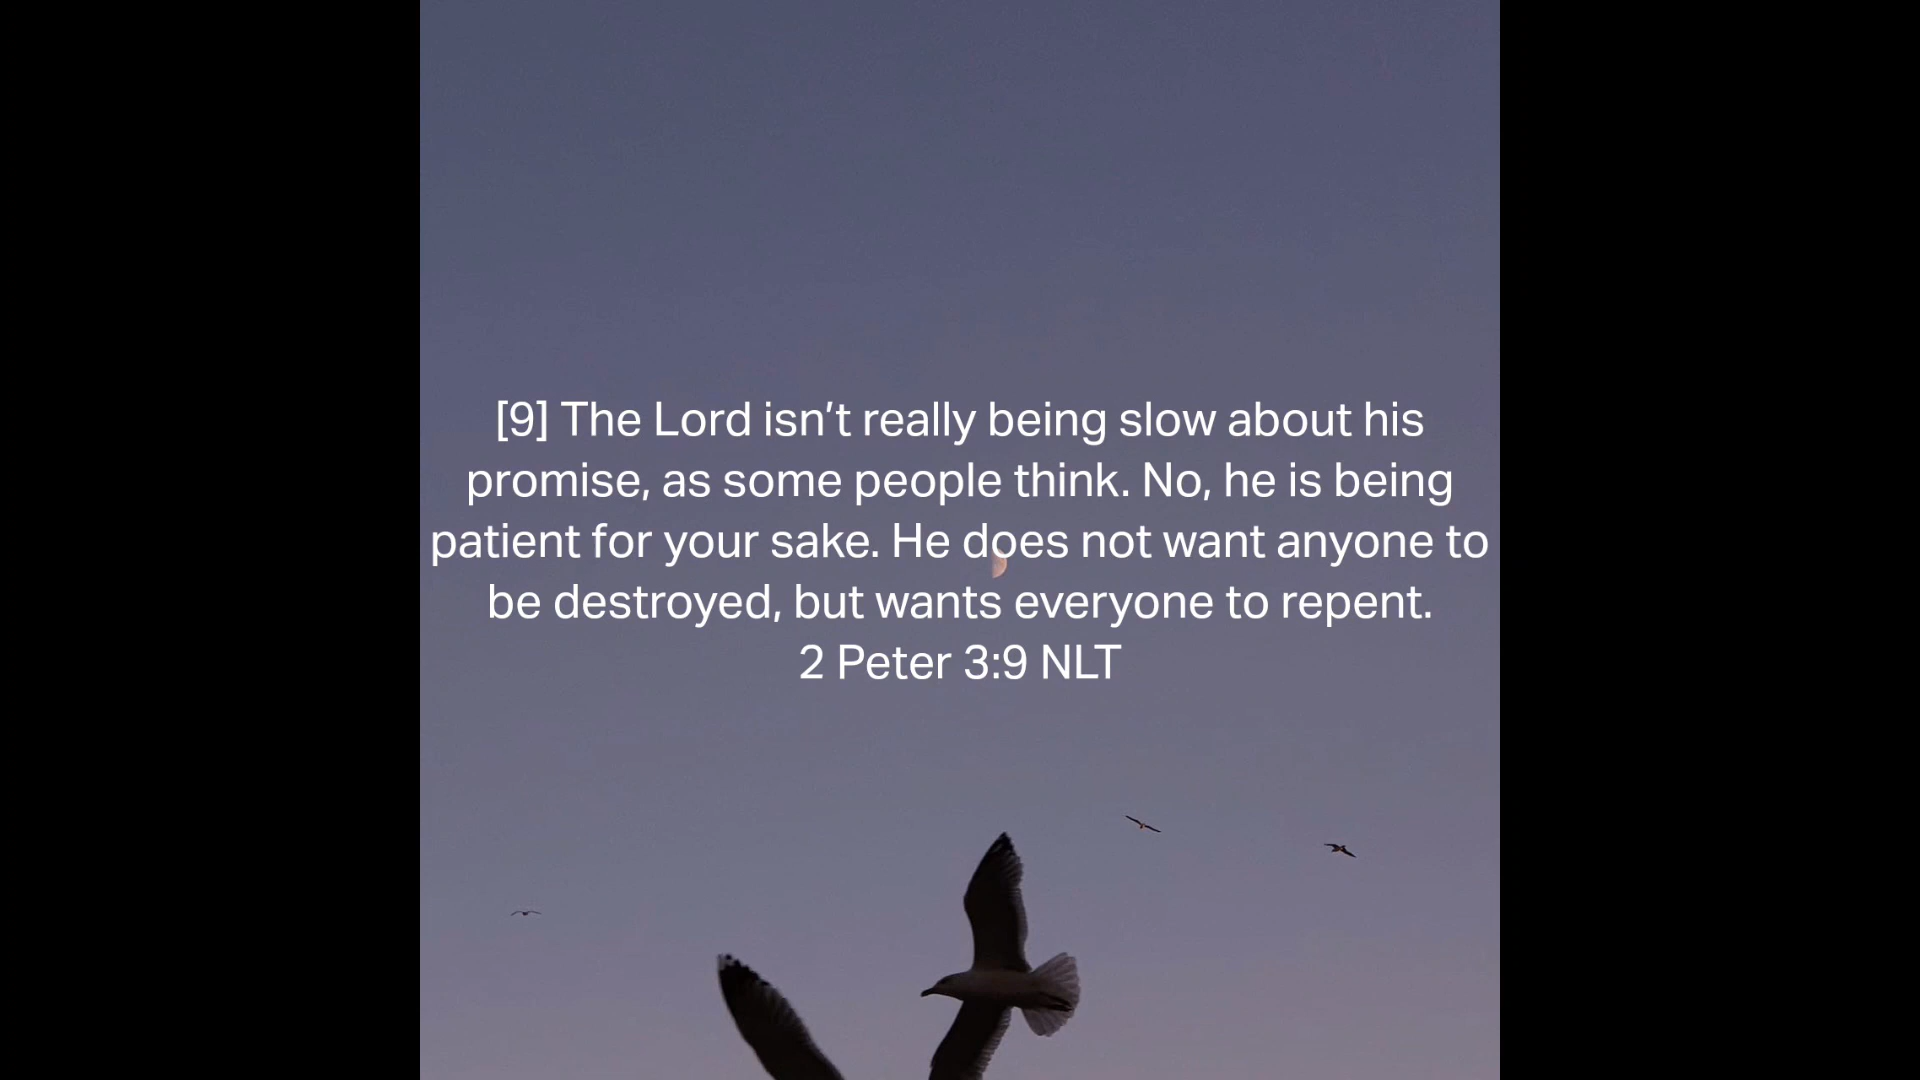 [9] The Lord isn’t really being slow about his
promise, as some people think. No, he is being
patient for your sake. He does not want anyone to
be destroyed, but wants everyone to repent.
2 Peter 3:9 NLT